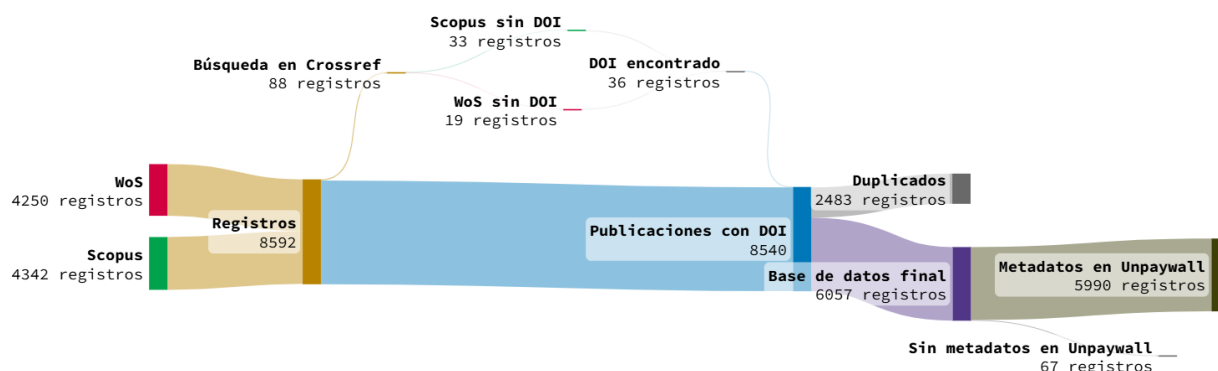 Scopus sin DOI
33 registros
Búsqueda en Crossref
88 registros
DOI encontrado
36 registros
WoS sin DOI
19 registros
WoS
4250 registros
Duplicados
2483 registros
Registros
8592
Publicaciones con DOI
8540
Scopus
4342 registros
Base de datos final
6057 registros
Metadatos en Unpaywall
5990 registros
Sin metadatos en Unpaywall
67 registros